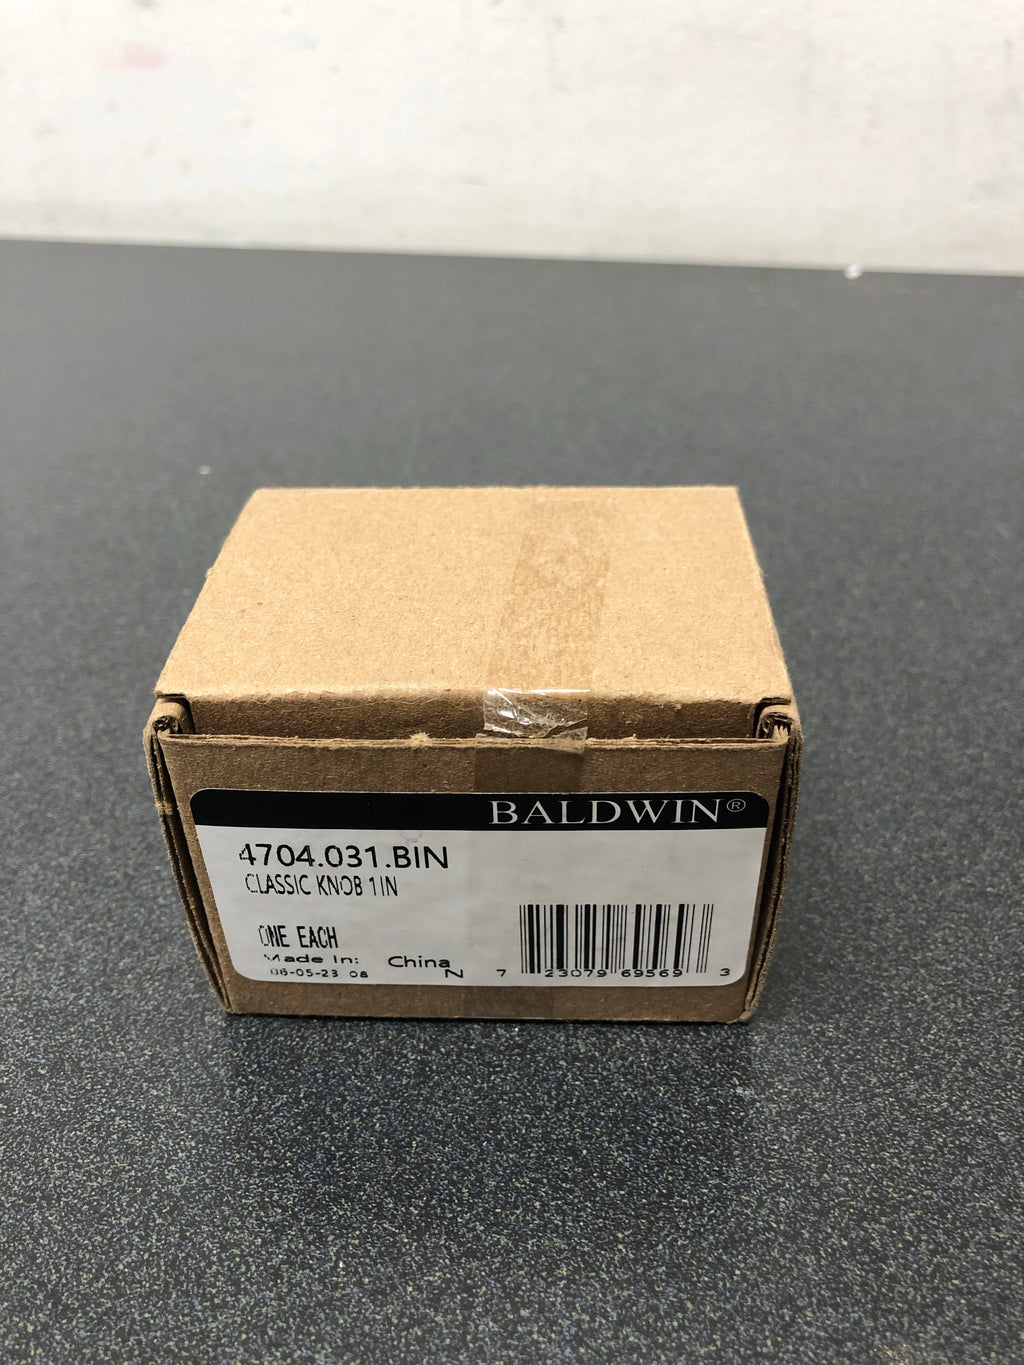 BALDWIN®
4704.031.BIN
CLASSIC KNOB 1IN
ONE EACH
Made In: China
06-05-23 08 N
7 23079 69569 3